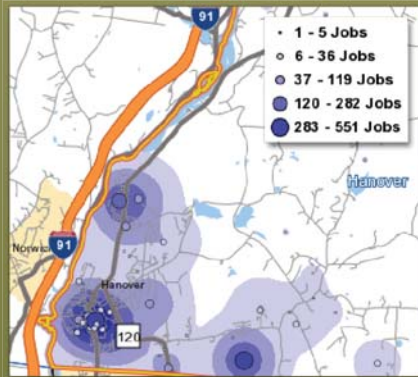 91
1 - 5 Jobs
6 - 36 Jobs
37 - 119 Jobs
120 - 282 Jobs
283 - 551 Jobs
Hanover
91
Hanover
120